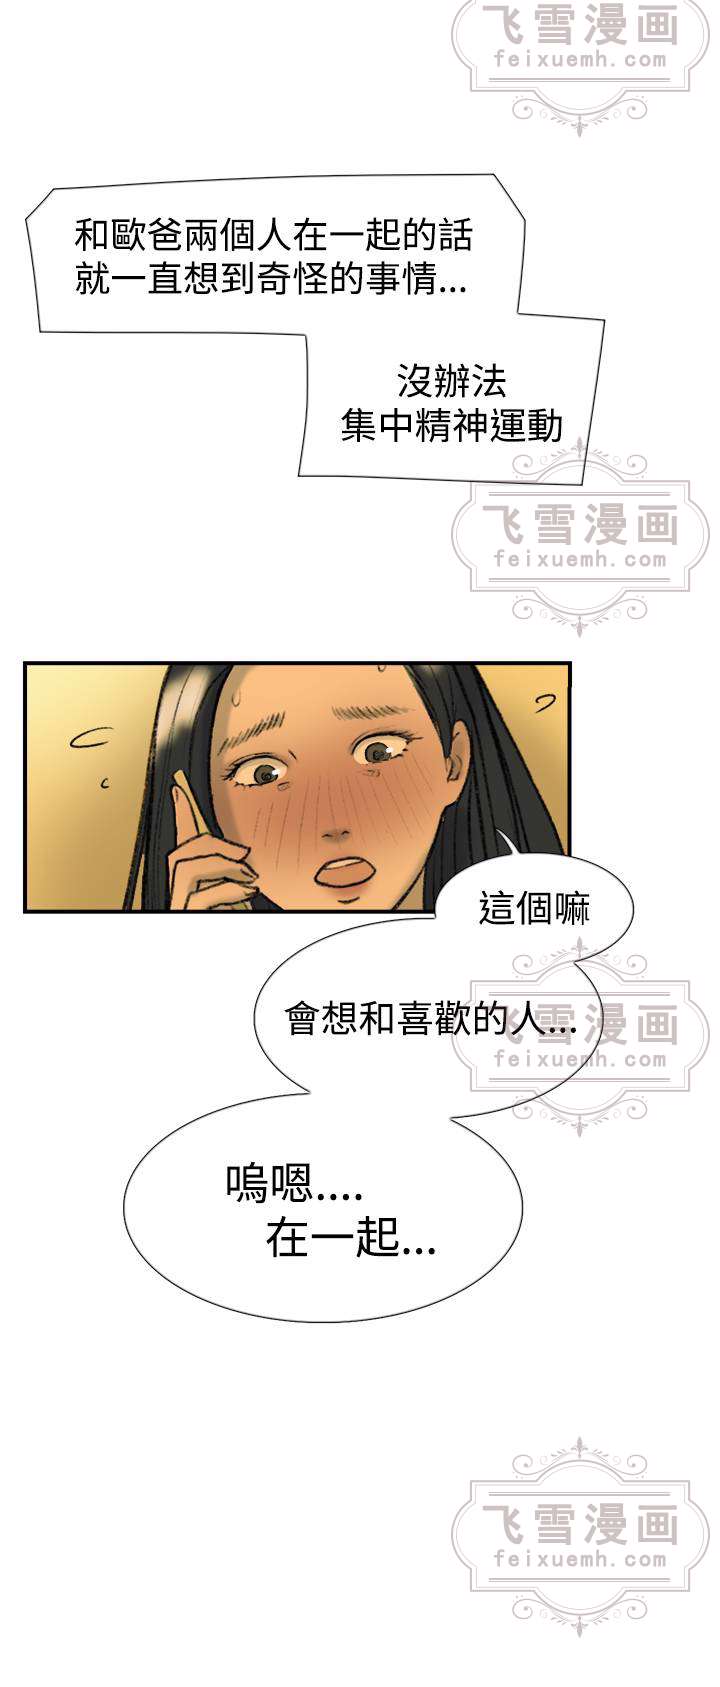 飞雪漫画
feixuemh.com
和歐爸兩個人在一起的話
就一直想到奇怪的事情...
沒辦法
集中精神運動
飞雪漫画
feixuemh.com
這個嘛
會想和喜歡的人...
飞雪漫画
feixuemh.com
嗚嗯....
在一起...
飞雪漫画
feixuemh.com